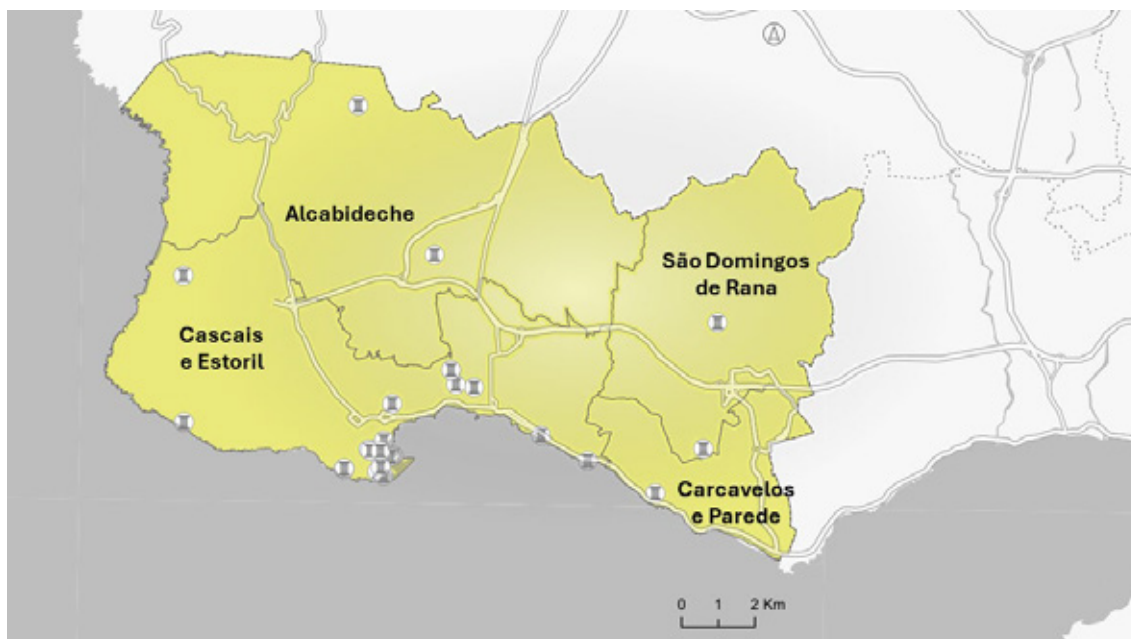 A
Alcabideche
São Domingos
de Rana
Cascais
e Estoril
Carcavelos
e Parede
0 1 2 Km